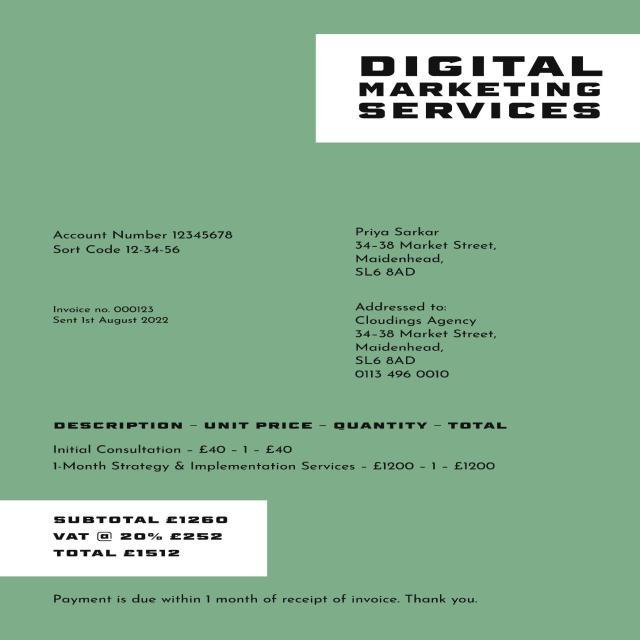 DIGITAL
MARKETING
SERVICES
Account Number 12345678
Sort Code 12-34-56
Priya Sarkar
34-38 Market Street,
Maidenhead,
SL6 8AD
Invoice no. 000123
Sent 1st August 2022
Addressed to:
Cloudings Agency
34-38 Market Street,
Maidenhead,
SL6 8AD
0113 496 0010
DESCRIPTION – UNIT PRICE – QUANTITY – TOTAL
Initial Consultation – £40 – 1 – £40
1-Month Strategy & Implementation Services – £1200 – 1 – £1200
SUBTOTAL £1260
VAT @ 20% £252
TOTAL £1512
Payment is due within 1 month of receipt of invoice. Thank you.